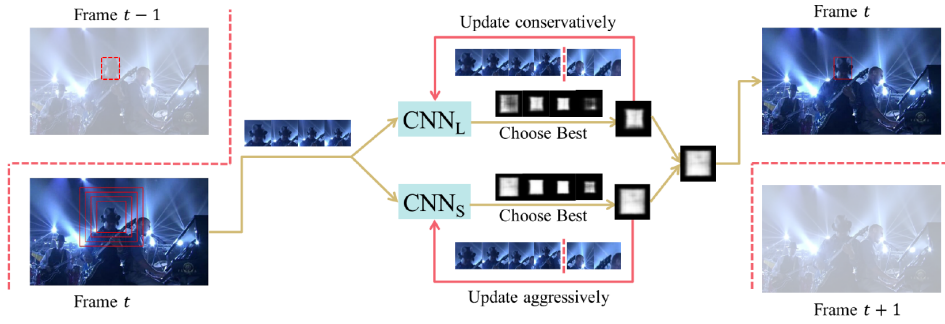 Frame t − 1
Update conservatively
Frame t
CNN_L
Choose Best
CNN_S
Choose Best
Update aggressively
Frame t
Frame t + 1